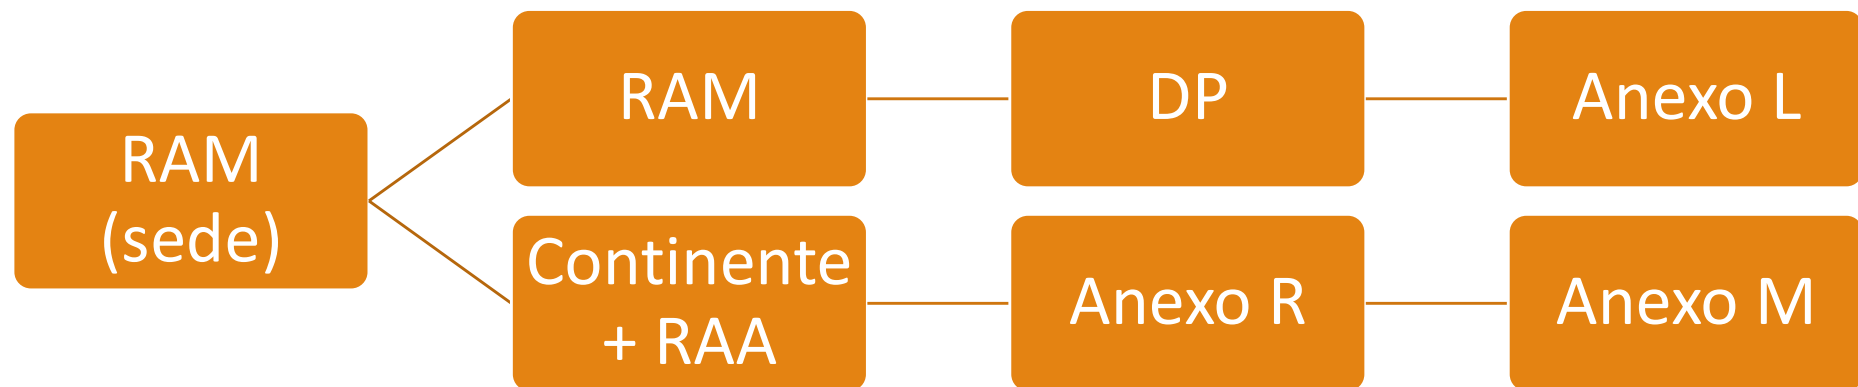 RAM
(sede)
RAM
DP
Anexo L
Continente
+ RAA
Anexo R
Anexo M